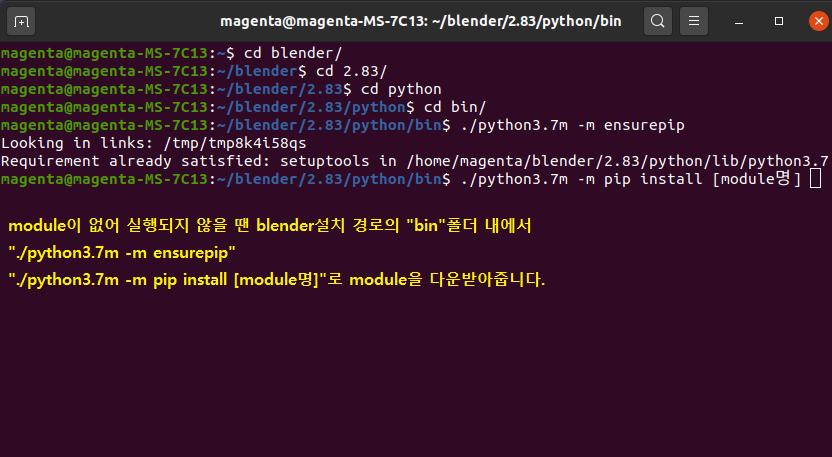 magenta@magenta-MS-7C13: ~/blender/2.83/python/bin
magenta@magenta-MS-7C13:~$ cd blender/
magenta@magenta-MS-7C13:~/blender$ cd 2.83/
magenta@magenta-MS-7C13:~/blender/2.83$ cd python
magenta@magenta-MS-7C13:~/blender/2.83/python$ cd bin/
magenta@magenta-MS-7C13:~/blender/2.83/python/bin$ ./python3.7m -m ensurepip
Looking in links: /tmp/tmp8k4i58qs
Requirement already satisfied: setuptools in /home/magenta/blender/2.83/python/lib/python3.7
magenta@magenta-MS-7C13:~/blender/2.83/python/bin$ ./python3.7m -m pip install [module명]
module이 없어 실행되지 않을 땐 blender설치 경로의 "bin"폴더 내에서
"./python3.7m -m ensurepip"
"./python3.7m -m pip install [module명]"로 module을 다운받아줍니다.